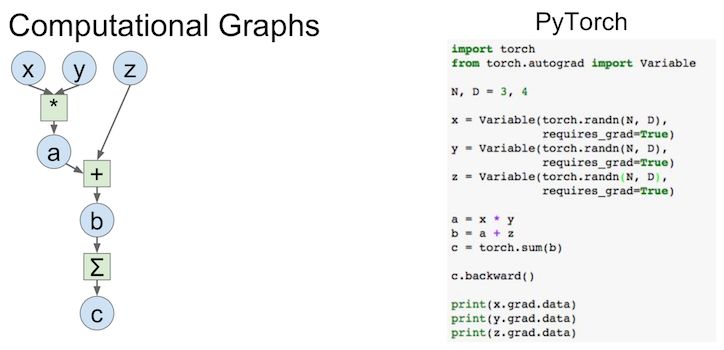 Computational Graphs
x y z
*
a
+
b
Σ
c
PyTorch
import torch
from torch.autograd import Variable
N, D = 3, 4
x = Variable(torch.randn(N, D),
requires_grad=True)
y = Variable(torch.randn(N, D),
requires_grad=True)
z = Variable(torch.randn(N, D),
requires_grad=True)
a = x * y
b = a + z
c = torch.sum(b)
c.backward()
print(x.grad.data)
print(y.grad.data)
print(z.grad.data)